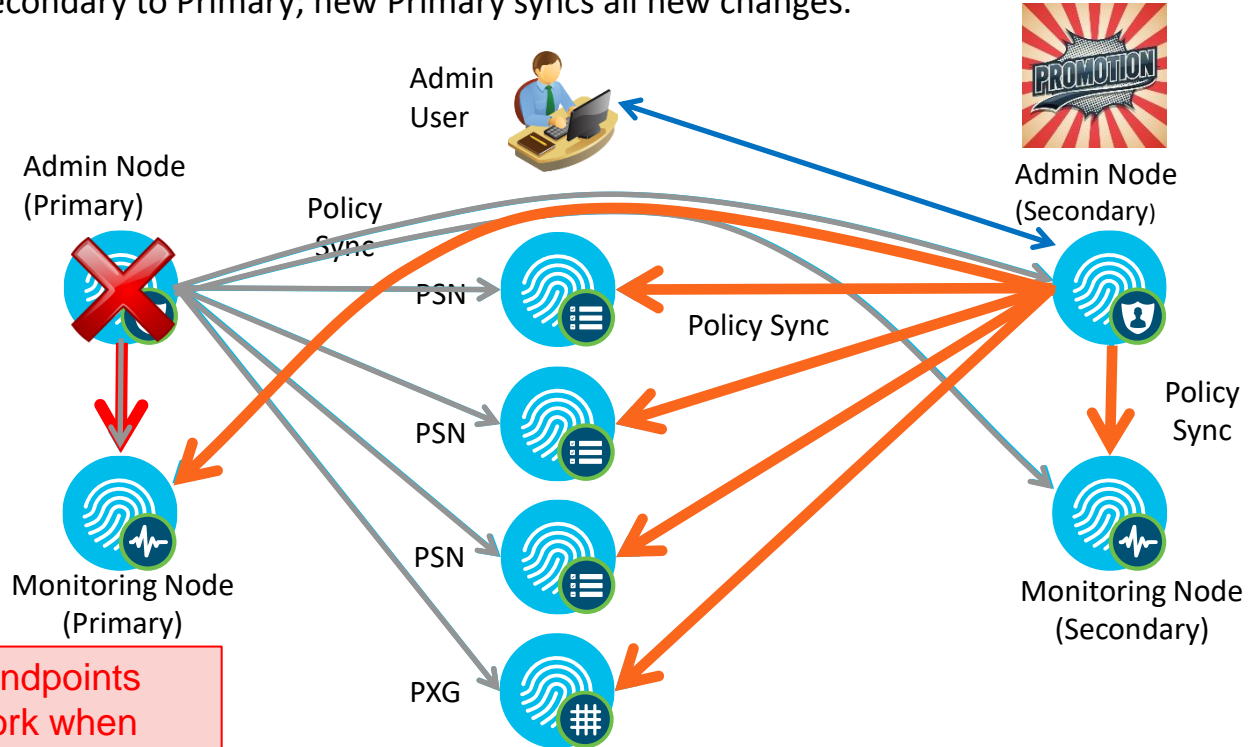 econdary to Primary; new Primary syncs all new changes.
PROMOTION
Admin
User
Admin Node
(Primary)
Admin Node
(Secondary)
Policy
Sync
PSN
Policy Sync
PSN
Policy
Sync
PSN
Monitoring Node
(Primary)
Monitoring Node
(Secondary)
ndpoints
ork when
PXG